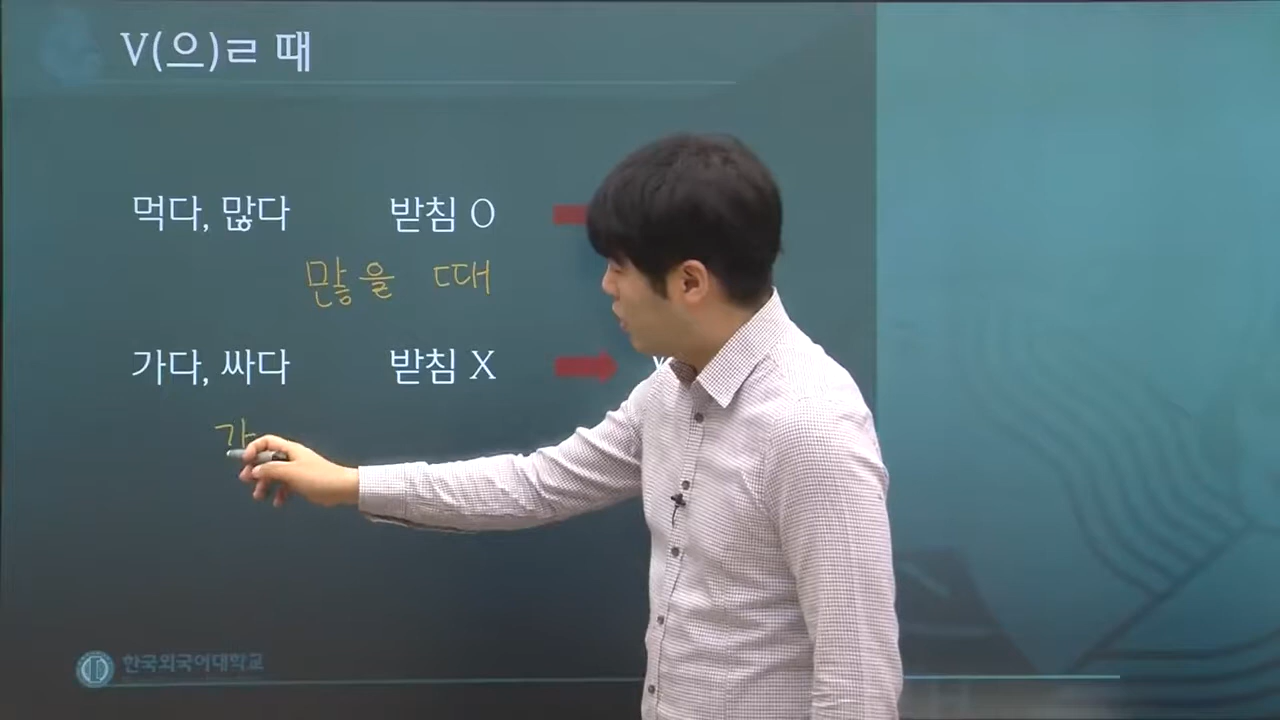 V(으)ㄹ 때
먹다, 많다 받침 O
많을 때
가다, 싸다 받침 X
가
한국외국어대학교